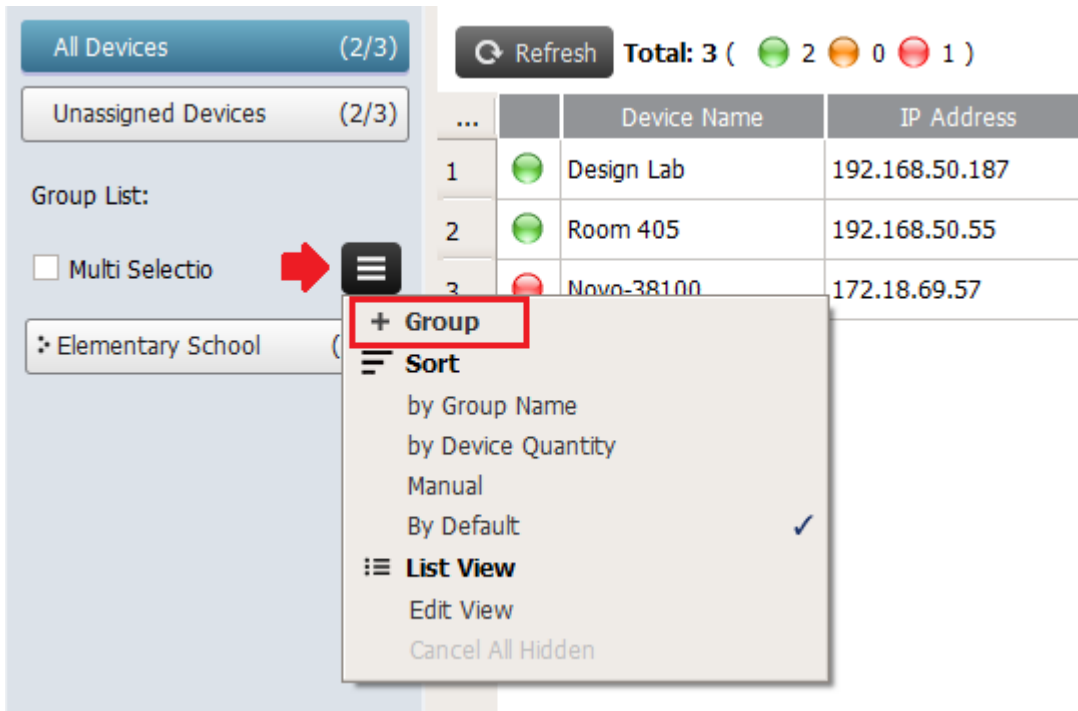 All Devices (2/3)
Unassigned Devices (2/3)
Group List:
Multi Selectio
Elementary School (
Refresh Total: 3 ( 2 0 1 )
... Device Name IP Address
1 Design Lab 192.168.50.187
2 Room 405 192.168.50.55
3 Novo-38100 172.18.69.57
+ Group
Sort
by Group Name
by Device Quantity
Manual
By Default ✓
List View
Edit View
Cancel All Hidden